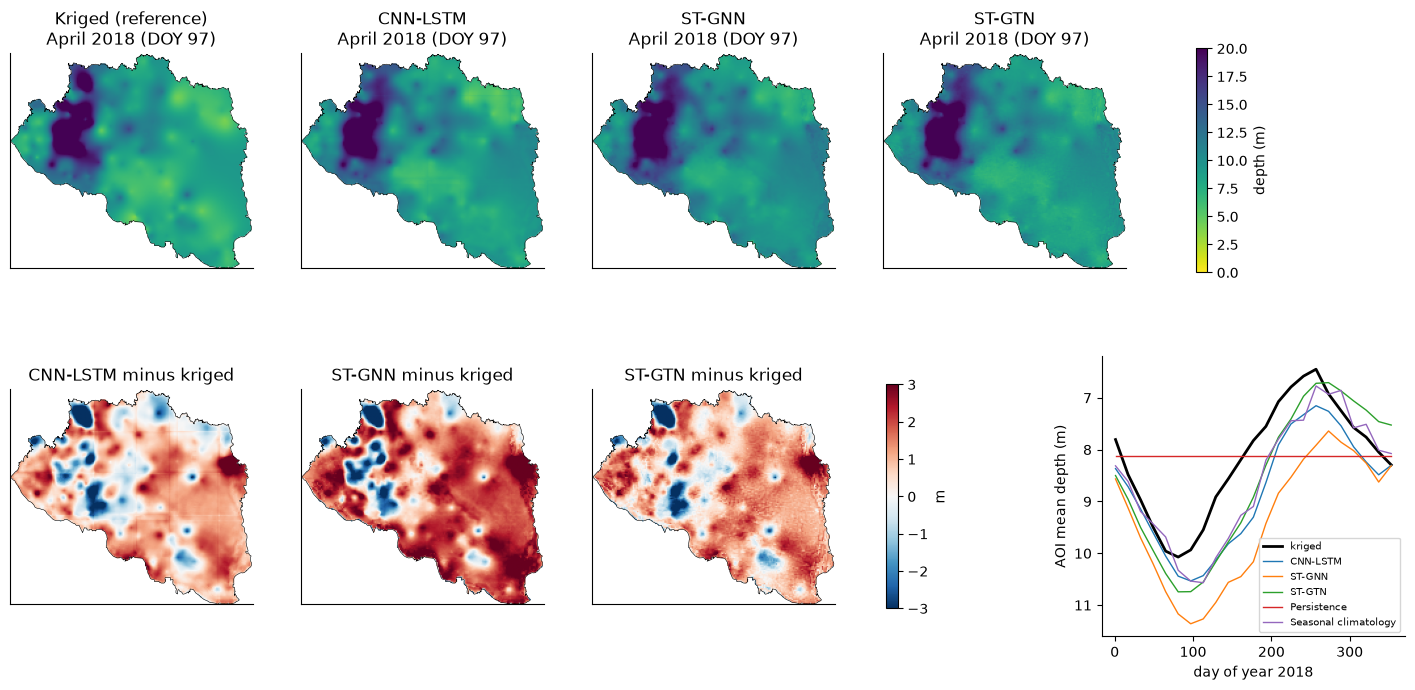 Kriged (reference)
April 2018 (DOY 97)
CNN-LSTM
April 2018 (DOY 97)
ST-GNN
April 2018 (DOY 97)
ST-GTN
April 2018 (DOY 97)
20.0
17.5
15.0
12.5
10.0
7.5
5.0
2.5
0.0
depth (m)
CNN-LSTM minus kriged
ST-GNN minus kriged
ST-GTN minus kriged
3
2
1
0
−1
−2
−3
m
AOI mean depth (m)
7
8
9
10
11
kriged
CNN-LSTM
ST-GNN
ST-GTN
Persistence
Seasonal climatology
0
100
200
300
day of year 2018